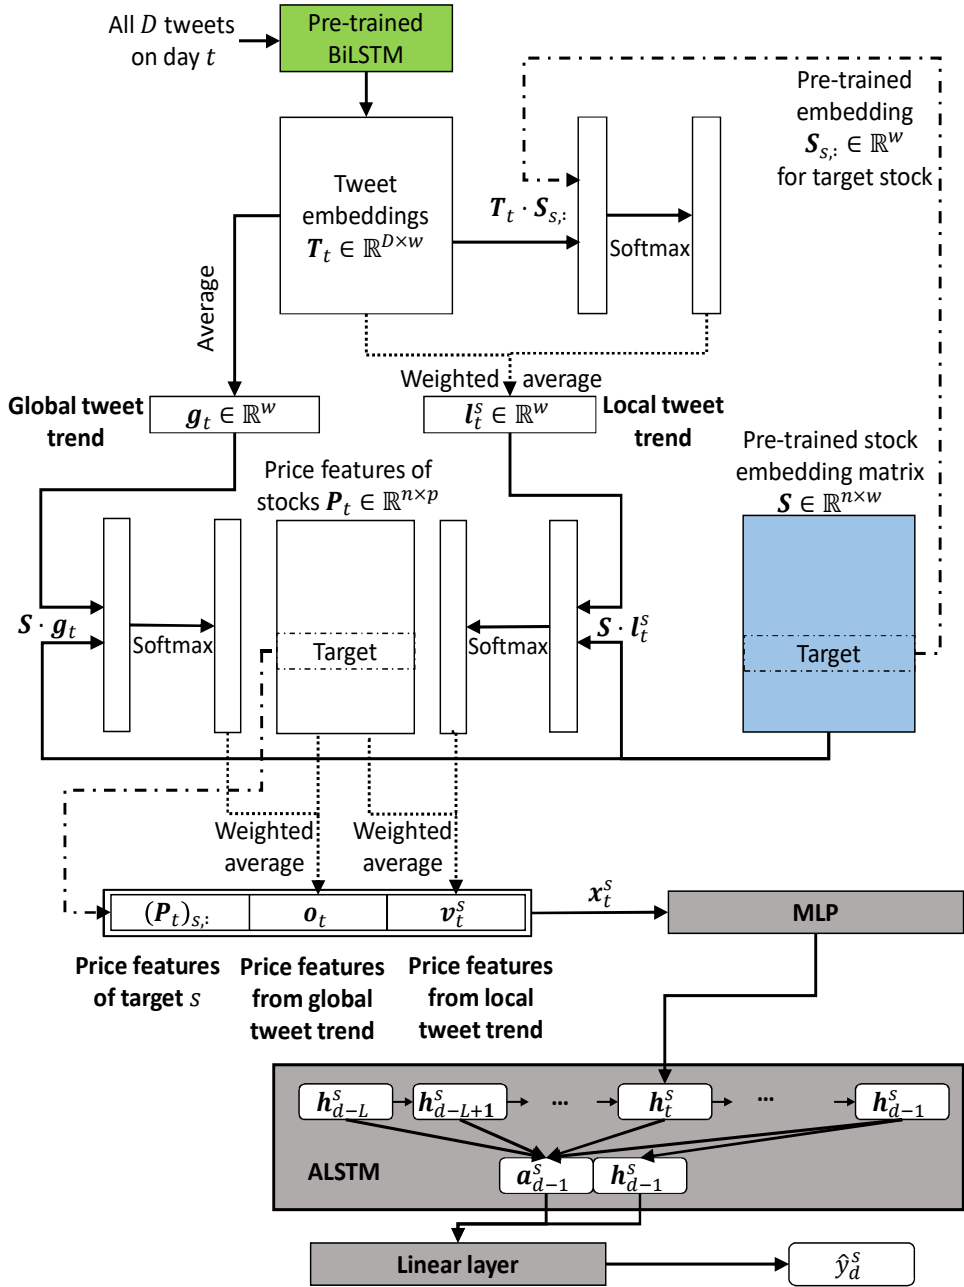 All D tweets
on day t
Pre-trained
BiLSTM
Pre-trained
embedding
S_{s,:} ∈ ℝ^w
for target stock
Tweet
embeddings
T_t ∈ ℝ^{D×w}
T_t · S_{s,:}
Softmax
Average
Weighted average
Global tweet
trend
g_t ∈ ℝ^w
l_t^s ∈ ℝ^w
Local tweet
trend
Price features of
stocks P_t ∈ ℝ^{n×p}
Pre-trained stock
embedding matrix
S ∈ ℝ^{n×w}
S · g_t
Softmax
Target
Softmax
S · l_t^s
Target
Weighted
average
Weighted
average
(P_t)_{s,:}
o_t
v_t^s
x_t^s
MLP
Price features
of target s
Price features
from global
tweet trend
Price features
from local
tweet trend
h_{d-L}^s
h_{d-L+1}^s
...
h_t^s
...
h_{d-1}^s
ALSTM
a_{d-1}^s
h_{d-1}^s
Linear layer
ŷ_d^s